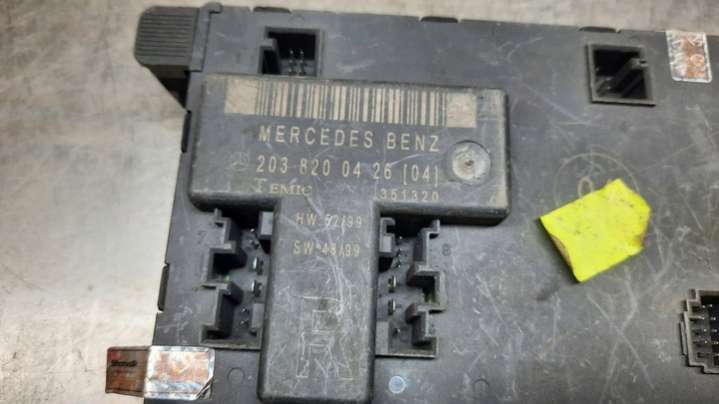 MERCEDES BENZ
203 820 04 26 [04]
TEMIC 351320
HW 52/99
SW 48/99
R